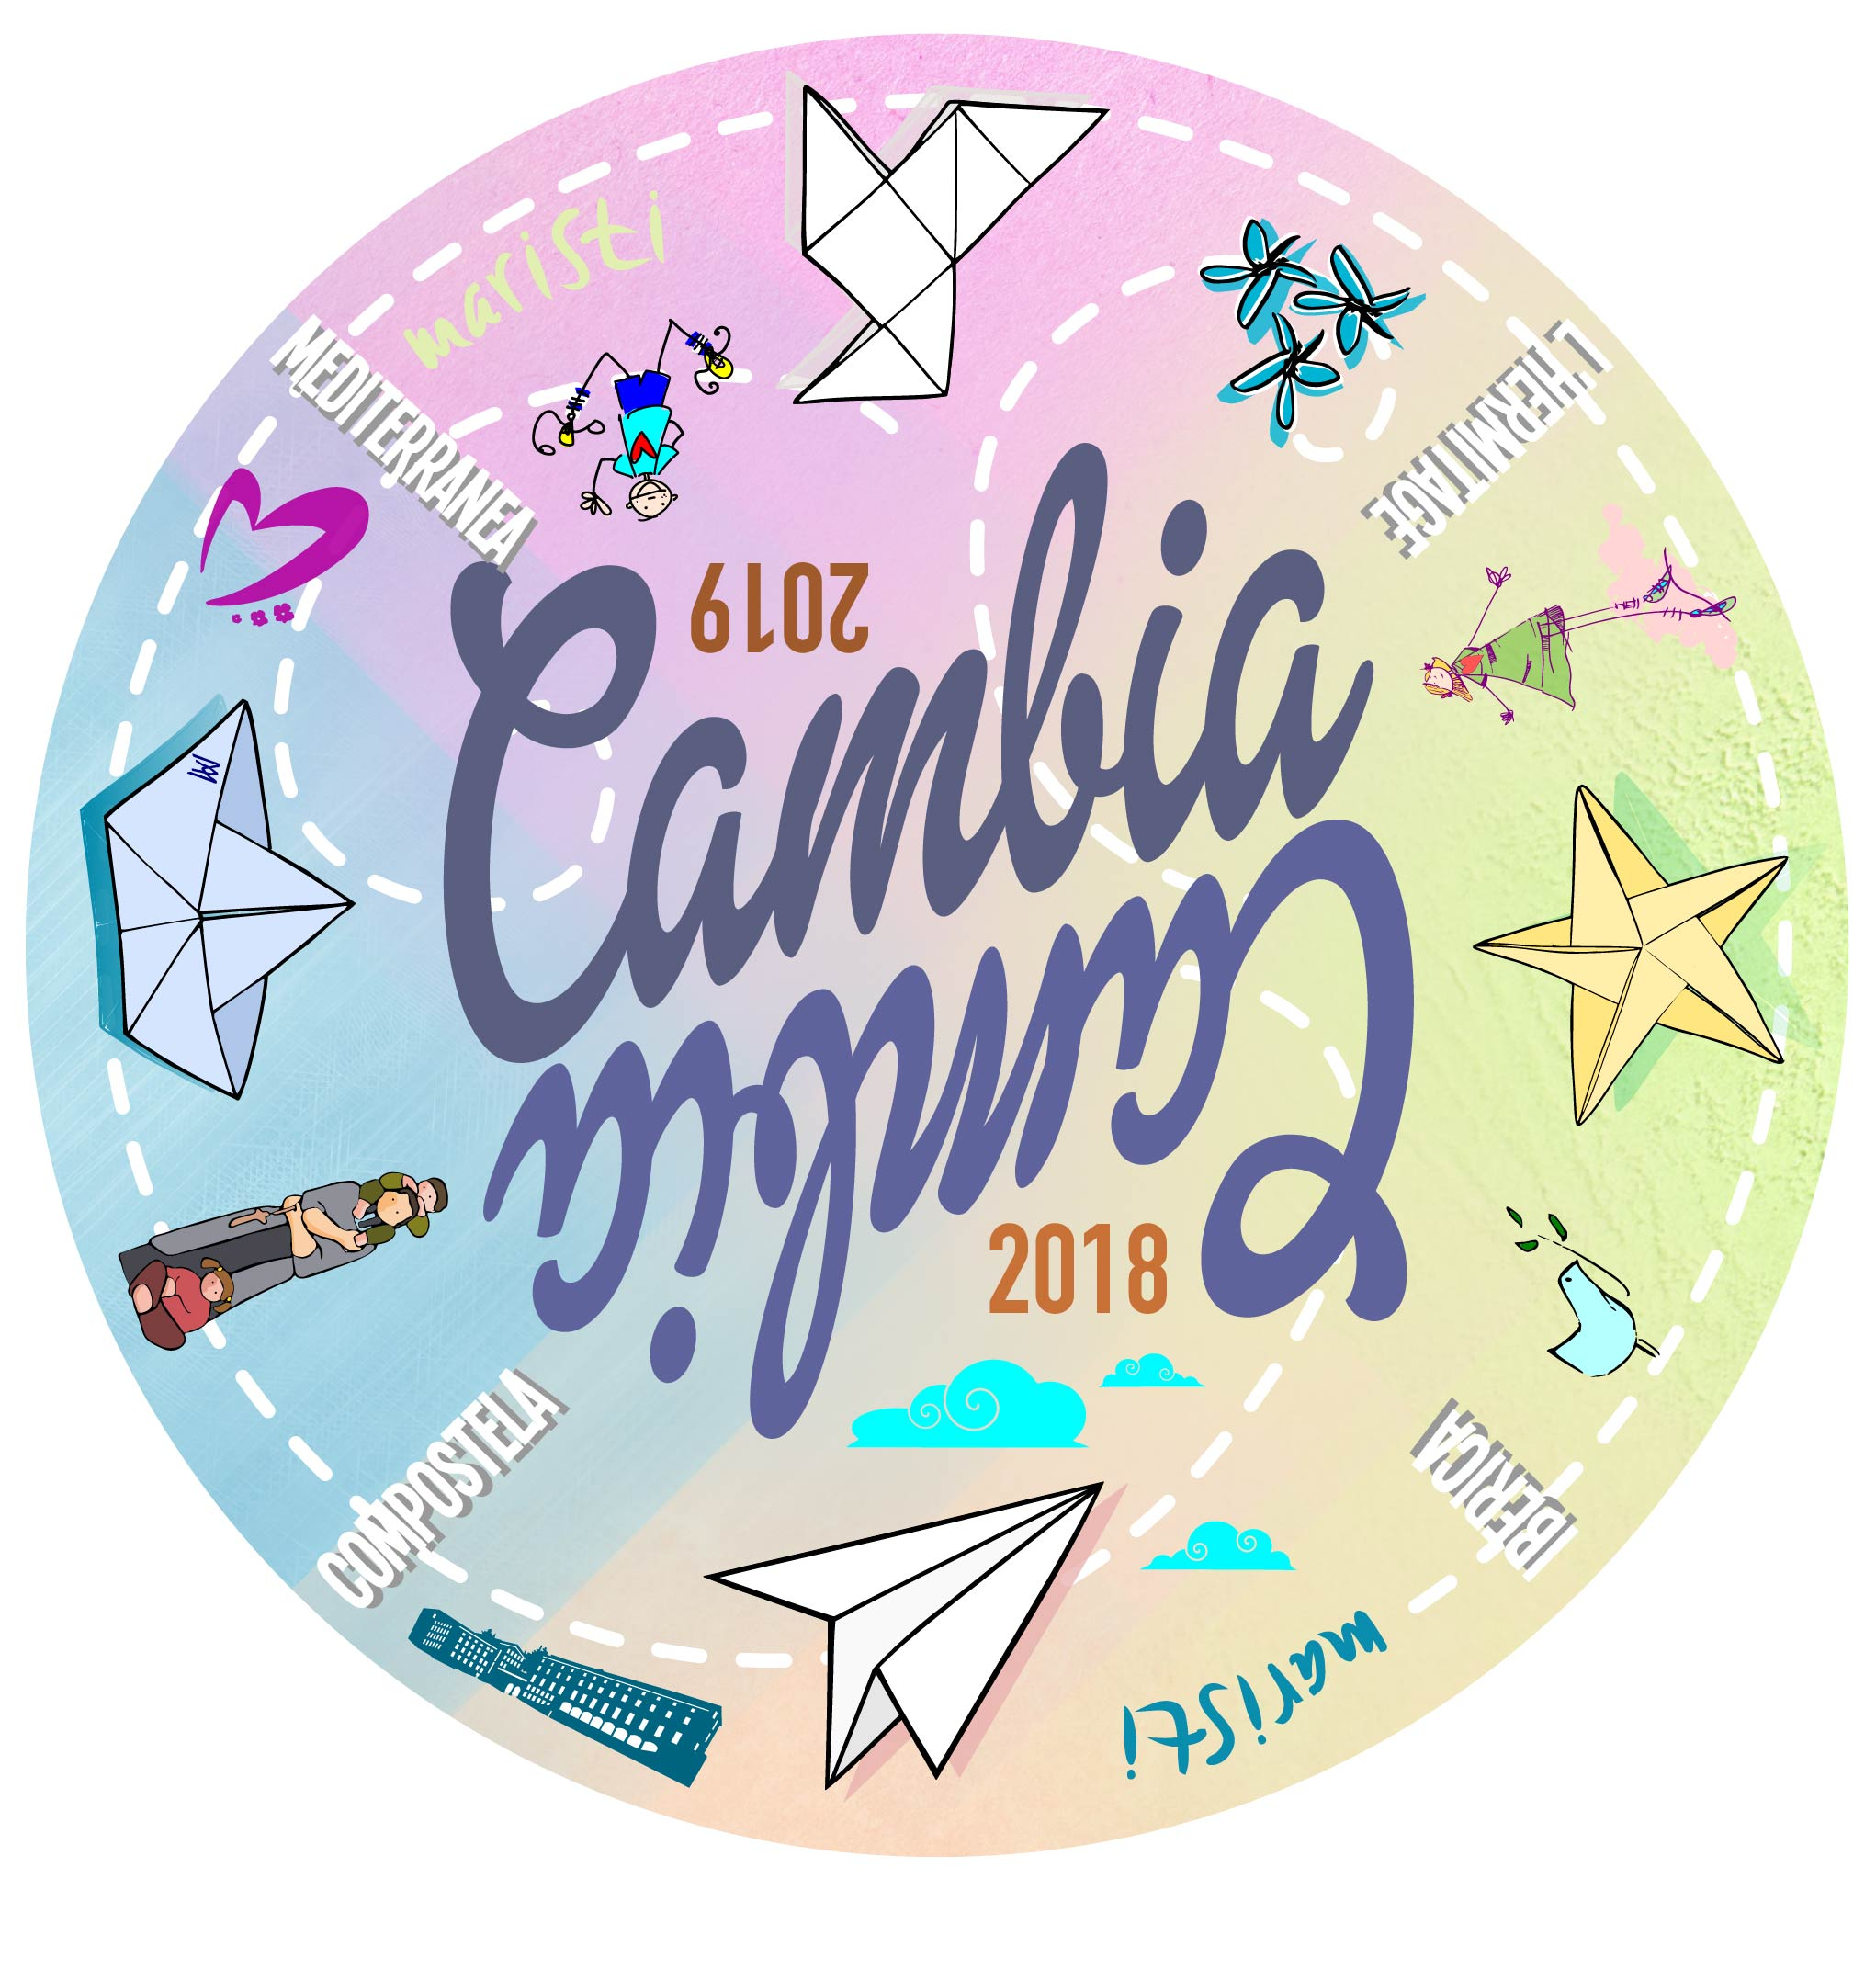 maristi
MEDITERRANEA
L'HERMITAGE
2019
Cambia
Cambia
2018
COMPOSTELA
IBERICA
maristi